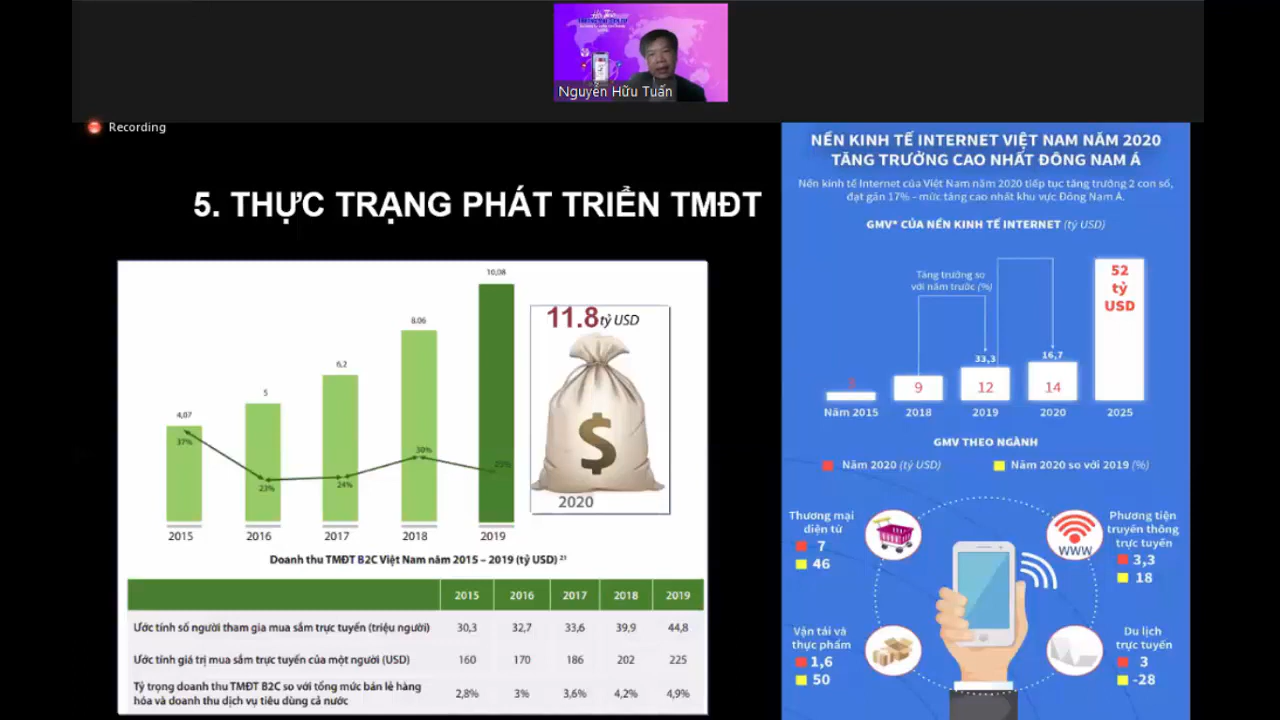 Nguyễn Hữu Tuấn
Recording
5. THỰC TRẠNG PHÁT TRIỂN TMĐT
10,08
8.06
6,2
5
4,07
37%
23%
24%
30%
25%
2015
2016
2017
2018
2019
11.8 tỷ USD
$
2020
Doanh thu TMĐT B2C Việt Nam năm 2015 – 2019 (tỷ USD) ²¹
2015 2016 2017 2018 2019
Ước tính số người tham gia mua sắm trực tuyến (triệu người) 30,3 32,7 33,6 39,9 44,8
Ước tính giá trị mua sắm trực tuyến của một người (USD) 160 170 186 202 225
Tỷ trọng doanh thu TMĐT B2C so với tổng mức bán lẻ hàng
hóa và doanh thu dịch vụ tiêu dùng cả nước 2,8% 3% 3,6% 4,2% 4,9%
NỀN KINH TẾ INTERNET VIỆT NAM NĂM 2020
TĂNG TRƯỞNG CAO NHẤT ĐÔNG NAM Á
Nền kinh tế Internet của Việt Nam năm 2020 tiếp tục tăng trưởng 2 con số,
đạt gần 17% – mức tăng cao nhất khu vực Đông Nam Á.
GMV* CỦA NỀN KINH TẾ INTERNET (tỷ USD)
Tăng trưởng so
với năm trước (%)
52
tỷ
USD
33,3
16,7
9
12
14
Năm 2015
2018
2019
2020
2025
GMV THEO NGÀNH
Năm 2020 (tỷ USD)
Năm 2020 so với 2019 (%)
Thương mại
điện tử
7
46
WWW
Phương tiện
truyền thông
trực tuyến
3,3
18
Vận tải và
thực phẩm
1,6
50
Du lịch
trực tuyến
3
-28